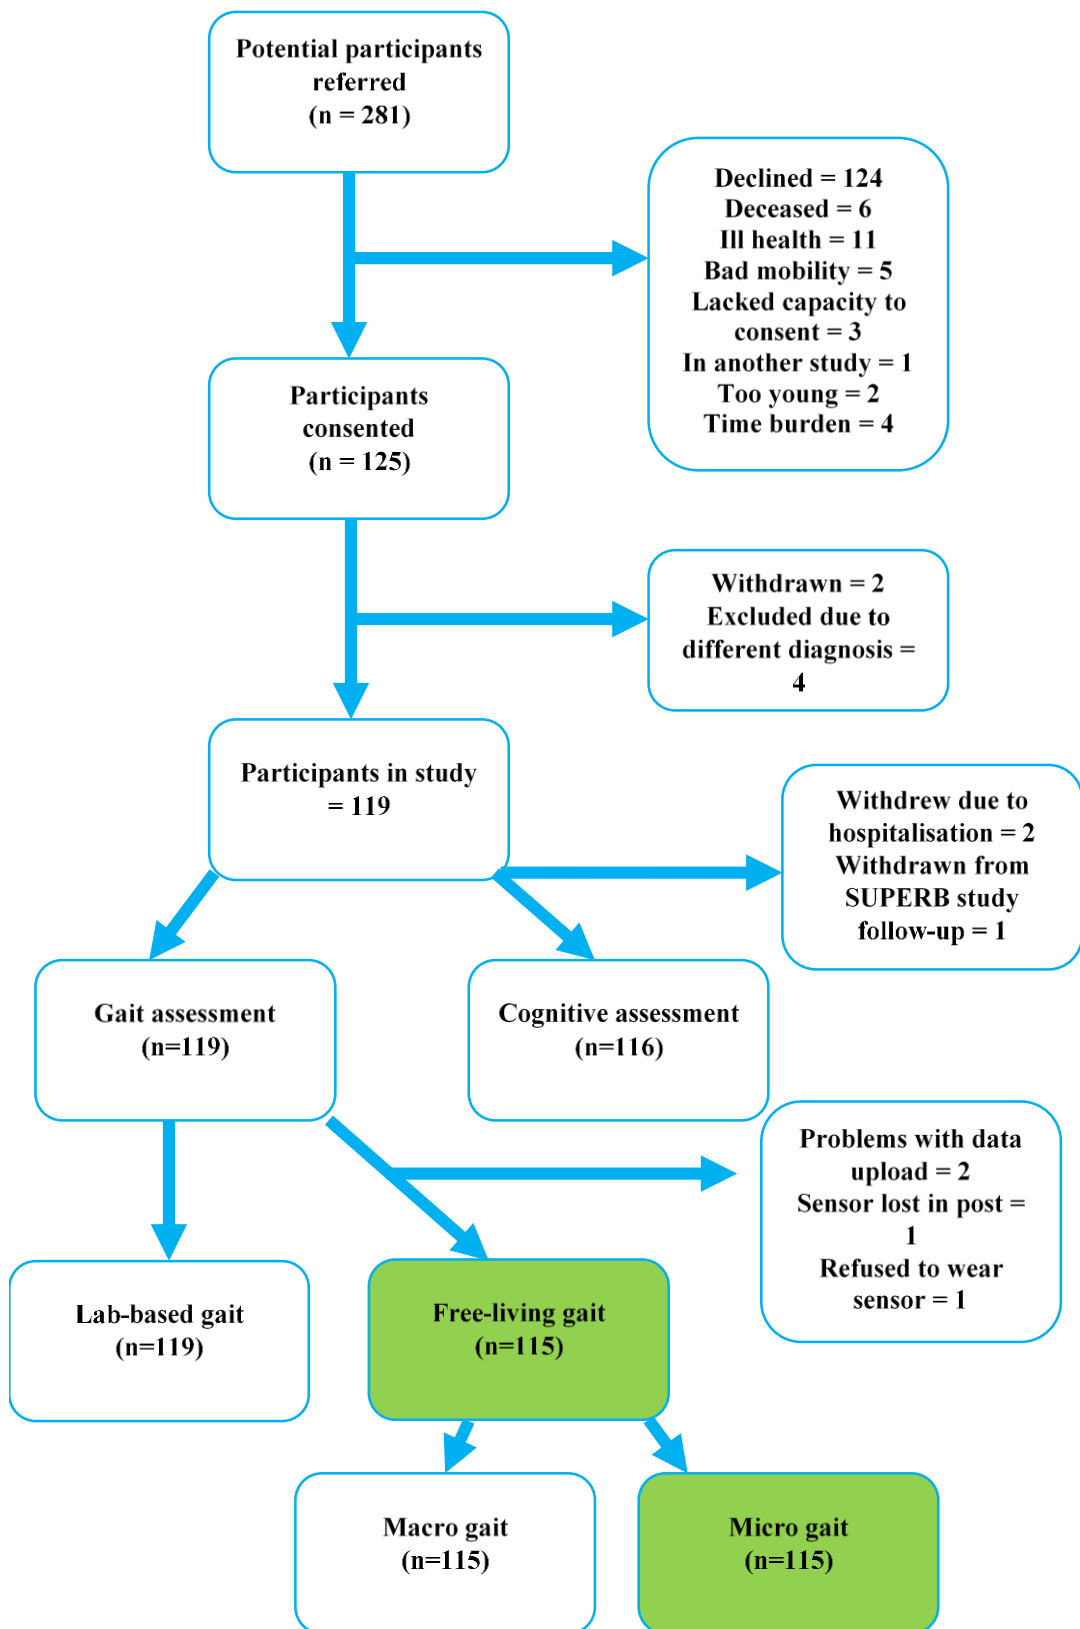 Potential participants
referred
(n = 281)
Declined = 124
Deceased = 6
Ill health = 11
Bad mobility = 5
Lacked capacity to
consent = 3
In another study = 1
Too young = 2
Time burden = 4
Participants
consented
(n = 125)
Withdrawn = 2
Excluded due to
different diagnosis =
4
Participants in study
= 119
Withdrew due to
hospitalisation = 2
Withdrawn from
SUPERB study
follow-up = 1
Gait assessment
(n=119)
Cognitive assessment
(n=116)
Problems with data
upload = 2
Sensor lost in post =
1
Refused to wear
sensor = 1
Lab-based gait
(n=119)
Free-living gait
(n=115)
Macro gait
(n=115)
Micro gait
(n=115)